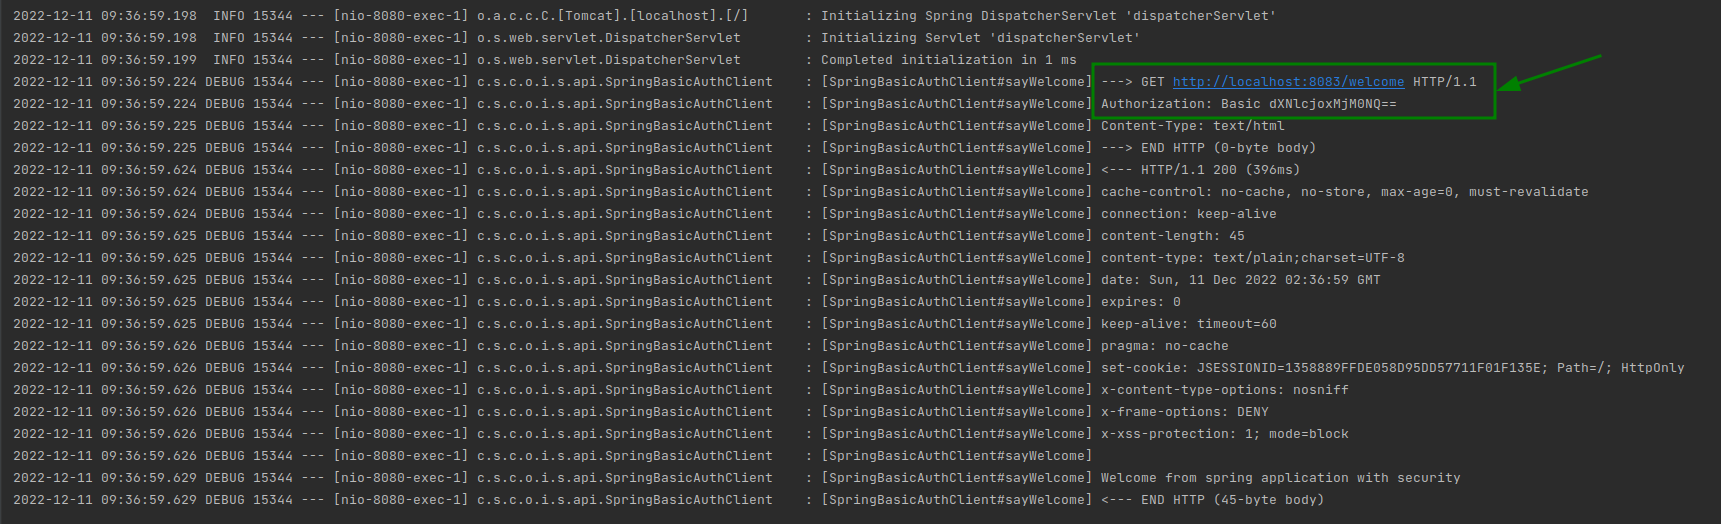 2022-12-11 09:36:59.198  INFO 15344 --- [nio-8080-exec-1] o.a.c.c.C.[Tomcat].[localhost].[/]       : Initializing Spring DispatcherServlet 'dispatcherServlet'
2022-12-11 09:36:59.198  INFO 15344 --- [nio-8080-exec-1] o.s.web.servlet.DispatcherServlet        : Initializing Servlet 'dispatcherServlet'
2022-12-11 09:36:59.199  INFO 15344 --- [nio-8080-exec-1] o.s.web.servlet.DispatcherServlet        : Completed initialization in 1 ms
2022-12-11 09:36:59.224 DEBUG 15344 --- [nio-8080-exec-1] c.s.c.o.i.s.api.SpringBasicAuthClient    : [SpringBasicAuthClient#sayWelcome] ---> GET http://localhost:8083/welcome HTTP/1.1
2022-12-11 09:36:59.224 DEBUG 15344 --- [nio-8080-exec-1] c.s.c.o.i.s.api.SpringBasicAuthClient    : [SpringBasicAuthClient#sayWelcome] Authorization: Basic dXNlcjoxMjM0NQ==
2022-12-11 09:36:59.225 DEBUG 15344 --- [nio-8080-exec-1] c.s.c.o.i.s.api.SpringBasicAuthClient    : [SpringBasicAuthClient#sayWelcome] Content-Type: text/html
2022-12-11 09:36:59.225 DEBUG 15344 --- [nio-8080-exec-1] c.s.c.o.i.s.api.SpringBasicAuthClient    : [SpringBasicAuthClient#sayWelcome] ---> END HTTP (0-byte body)
2022-12-11 09:36:59.624 DEBUG 15344 --- [nio-8080-exec-1] c.s.c.o.i.s.api.SpringBasicAuthClient    : [SpringBasicAuthClient#sayWelcome] <--- HTTP/1.1 200 (396ms)
2022-12-11 09:36:59.624 DEBUG 15344 --- [nio-8080-exec-1] c.s.c.o.i.s.api.SpringBasicAuthClient    : [SpringBasicAuthClient#sayWelcome] cache-control: no-cache, no-store, max-age=0, must-revalidate
2022-12-11 09:36:59.624 DEBUG 15344 --- [nio-8080-exec-1] c.s.c.o.i.s.api.SpringBasicAuthClient    : [SpringBasicAuthClient#sayWelcome] connection: keep-alive
2022-12-11 09:36:59.625 DEBUG 15344 --- [nio-8080-exec-1] c.s.c.o.i.s.api.SpringBasicAuthClient    : [SpringBasicAuthClient#sayWelcome] content-length: 45
2022-12-11 09:36:59.625 DEBUG 15344 --- [nio-8080-exec-1] c.s.c.o.i.s.api.SpringBasicAuthClient    : [SpringBasicAuthClient#sayWelcome] content-type: text/plain;charset=UTF-8
2022-12-11 09:36:59.625 DEBUG 15344 --- [nio-8080-exec-1] c.s.c.o.i.s.api.SpringBasicAuthClient    : [SpringBasicAuthClient#sayWelcome] date: Sun, 11 Dec 2022 02:36:59 GMT
2022-12-11 09:36:59.625 DEBUG 15344 --- [nio-8080-exec-1] c.s.c.o.i.s.api.SpringBasicAuthClient    : [SpringBasicAuthClient#sayWelcome] expires: 0
2022-12-11 09:36:59.625 DEBUG 15344 --- [nio-8080-exec-1] c.s.c.o.i.s.api.SpringBasicAuthClient    : [SpringBasicAuthClient#sayWelcome] keep-alive: timeout=60
2022-12-11 09:36:59.626 DEBUG 15344 --- [nio-8080-exec-1] c.s.c.o.i.s.api.SpringBasicAuthClient    : [SpringBasicAuthClient#sayWelcome] pragma: no-cache
2022-12-11 09:36:59.626 DEBUG 15344 --- [nio-8080-exec-1] c.s.c.o.i.s.api.SpringBasicAuthClient    : [SpringBasicAuthClient#sayWelcome] set-cookie: JSESSIONID=1358889FFDE058D95DD57711F01F135E; Path=/; HttpOnly
2022-12-11 09:36:59.626 DEBUG 15344 --- [nio-8080-exec-1] c.s.c.o.i.s.api.SpringBasicAuthClient    : [SpringBasicAuthClient#sayWelcome] x-content-type-options: nosniff
2022-12-11 09:36:59.626 DEBUG 15344 --- [nio-8080-exec-1] c.s.c.o.i.s.api.SpringBasicAuthClient    : [SpringBasicAuthClient#sayWelcome] x-frame-options: DENY
2022-12-11 09:36:59.626 DEBUG 15344 --- [nio-8080-exec-1] c.s.c.o.i.s.api.SpringBasicAuthClient    : [SpringBasicAuthClient#sayWelcome] x-xss-protection: 1; mode=block
2022-12-11 09:36:59.626 DEBUG 15344 --- [nio-8080-exec-1] c.s.c.o.i.s.api.SpringBasicAuthClient    : [SpringBasicAuthClient#sayWelcome]
2022-12-11 09:36:59.629 DEBUG 15344 --- [nio-8080-exec-1] c.s.c.o.i.s.api.SpringBasicAuthClient    : [SpringBasicAuthClient#sayWelcome] Welcome from spring application with security
2022-12-11 09:36:59.629 DEBUG 15344 --- [nio-8080-exec-1] c.s.c.o.i.s.api.SpringBasicAuthClient    : [SpringBasicAuthClient#sayWelcome] <--- END HTTP (45-byte body)